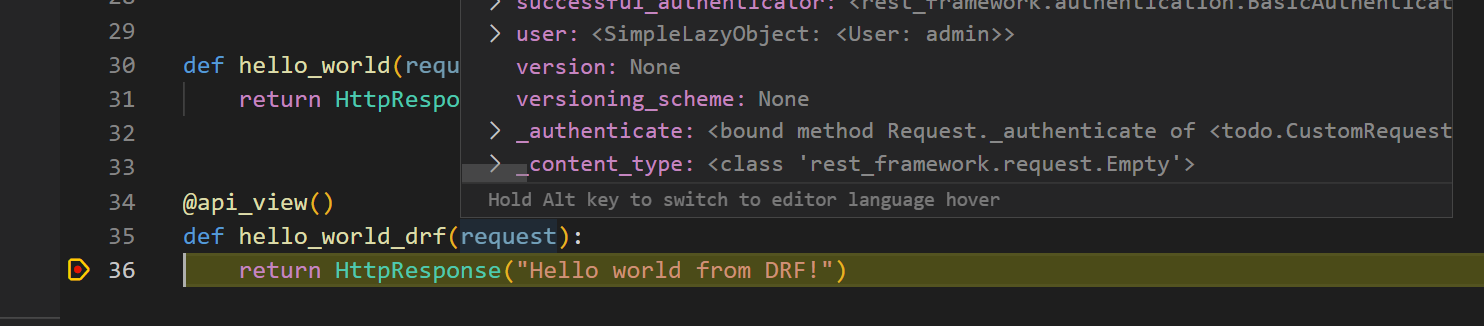 28
successful_authenticator: <rest_framework.authentication.BasicAuthenticat
29
user: <SimpleLazyObject: <User: admin>>
30 def hello_world(requ
version: None
31 return HttpRespo
versioning_scheme: None
32
_authenticate: <bound method Request._authenticate of <todo.CustomRequest
33
_content_type: <class 'rest_framework.request.Empty'>
Hold Alt key to switch to editor language hover
34 @api_view()
35 def hello_world_drf(request):
36 return HttpResponse("Hello world from DRF!")